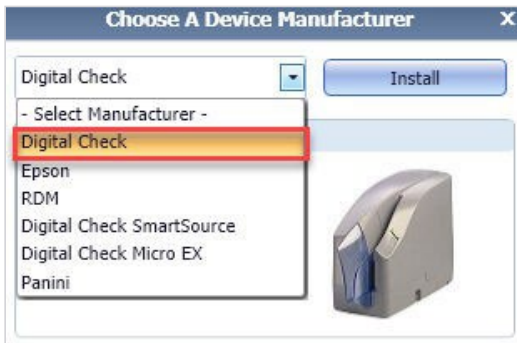 Choose A Device Manufacturer X
Digital Check Install
- Select Manufacturer -
Digital Check
Epson
RDM
Digital Check SmartSource
Digital Check Micro EX
Panini